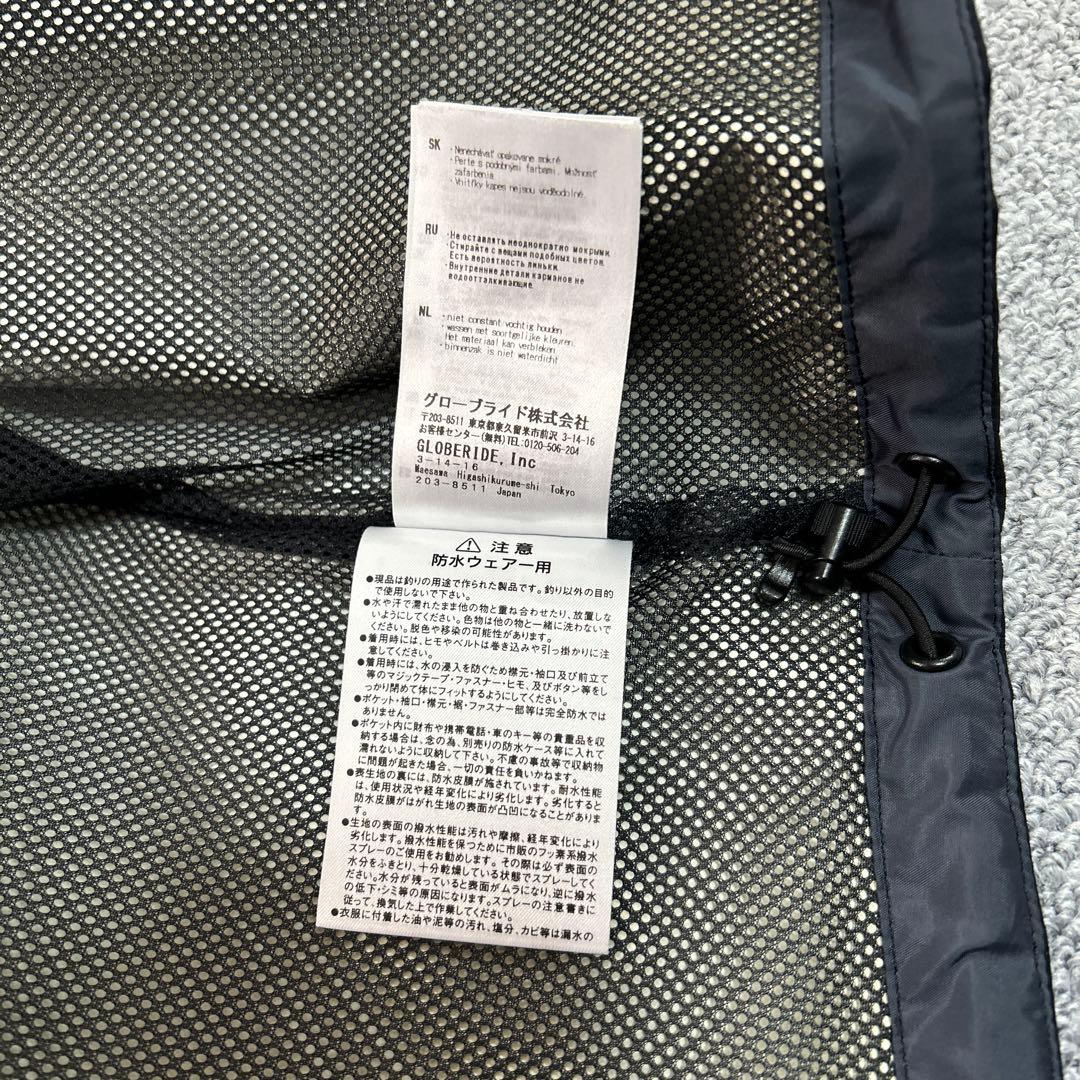 SK
・Nenechávať opakovane mokré.
・Perte s podobnými farbami. Možnosť
zafarbenia
・Vnitřky kapes nejsou voděodolné.
RU
・Не оставлять неоднократно мокрыми
・Стирайте с вещами подобных цветов.
Есть вероятность линьки.
・Внутренние детали карманов не
водоотталкивающие.
NL
・niet constant vochtig houden
・wassen met soortgelijke kleuren.
Het materiaal kan verbleken
・binnenzak is niet waterdicht
グローブライド株式会社
〒203-8511 東京都東久留米市前沢 3-14-16
お客様センター(無料)TEL:0120-506-204
GLOBERIDE, Inc
3-14-16
Maesawa Higashikurume-shi Tokyo
203-8511 Japan
⚠ 注意
防水ウェアー用
●現品は釣りの用途で作られた製品です。釣り以外の目的
で使用しないで下さい。
●水や汗で濡れたまま他の物と重ね合わせたり、放置しな
いようにしてください。色物は他の物と一緒に洗わないで
ください。脱色や移染の可能性があります。
●着用時には、ヒモやベルトは巻き込みや引っ掛かりに注
意してください。
●着用時には、水の浸入を防ぐため襟元・袖口及び前立て
等のマジックテープ・ファスナー・ヒモ、及びボタン等をし
っかり閉めて体にフィットするようにしてください。
●ポケット・袖口・襟元・裾・ファスナー部等は完全防水では
ありません。
●ポケット内に財布や携帯電話・車のキー等の貴重品を収
納する場合は、念の為、別売りの防水ケース等に入れて
濡れないように収納して下さい。不慮の事故等で収納物
に問題が起きた場合、一切の責任を負いかねます。
●表生地の裏には、防水皮膜が施されています。耐水性能
は、使用状況や経年変化により劣化します。劣化すると
防水皮膜がはがれ生地の表面が凸凹になることがありま
す。
●生地の表面の撥水性能は汚れや摩擦、経年変化により
劣化します。撥水性能を保つために市販のフッ素系撥水
スプレーのご使用をお勧めします。その際は必ず表面の
水分をふきとり、十分乾燥している状態でスプレーしてく
ださい。水分が残っていると表面がムラになり、逆に撥水
の低下・シミ等の原因になります。スプレーの注意書きに
従って、換気した上で作業してください。
●衣服に付着した油や泥等の汚れ、塩分、カビ等は漏水の